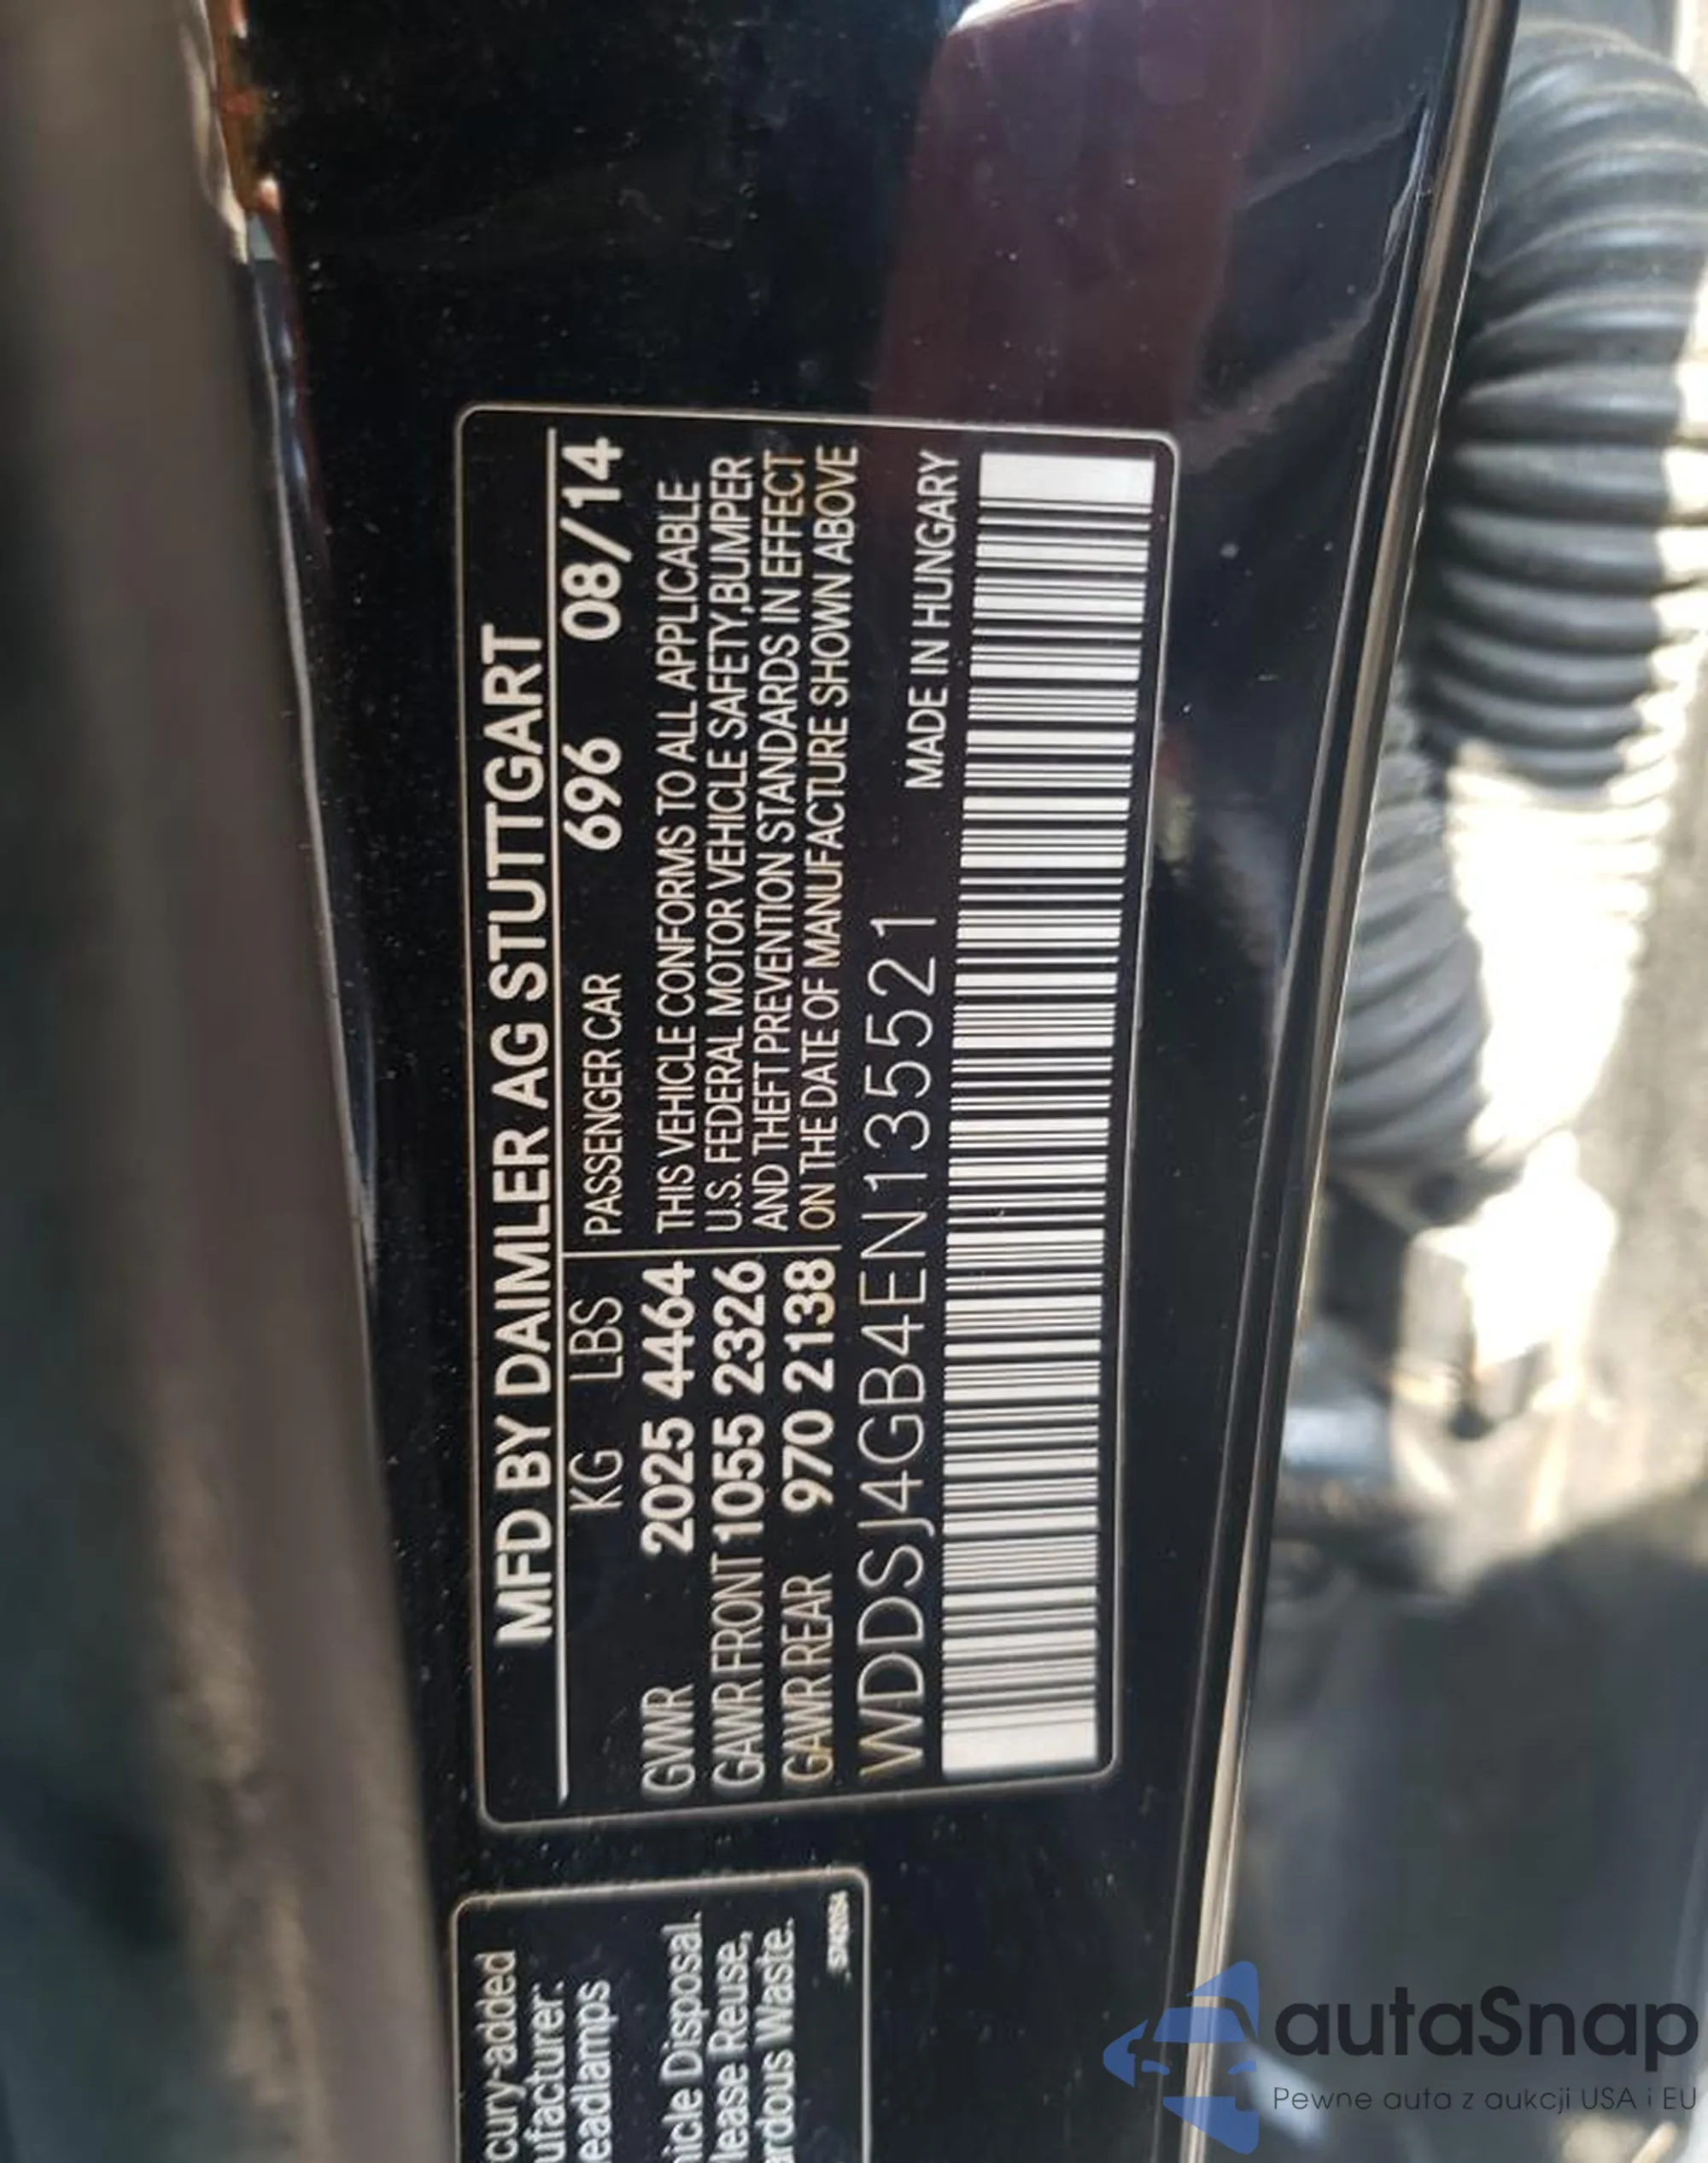 MFD BY DAIMLER AG STUTTGART
KG LBS PASSENGER CAR 696 08/14
GVWR 2025 4464 THIS VEHICLE CONFORMS TO ALL APPLICABLE
GAWR FRONT 1055 2326 U.S. FEDERAL MOTOR VEHICLE SAFETY,BUMPER
GAWR REAR 970 2138 AND THEFT PREVENTION STANDARDS IN EFFECT
ON THE DATE OF MANUFACTURE SHOWN ABOVE
WDDSJ4GB4EN135521 MADE IN HUNGARY
cury-added
ufacturer.
eadlamps
icle Disposal.
lease Reuse,
ardous Waste.
autaSnap
Pewne auta z aukcji USA i EU